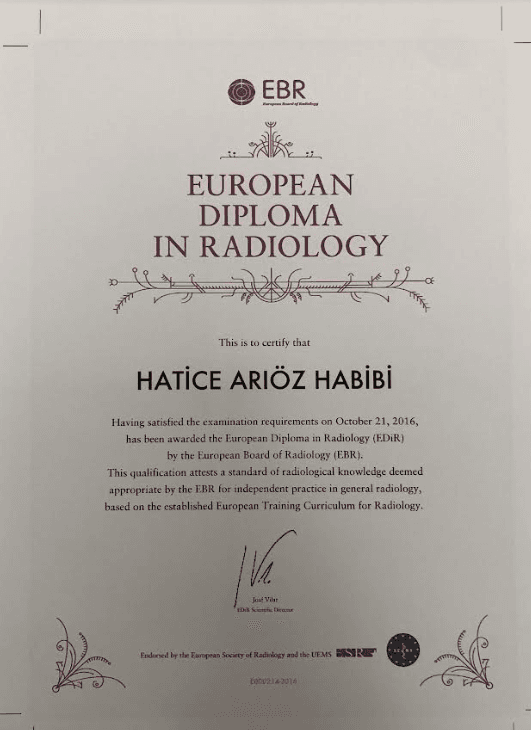 EBR
European Board of Radiology
EUROPEAN
DIPLOMA
IN RADIOLOGY
This is to certify that
HATİCE ARIÖZ HABİBİ
Having satisfied the examination requirements on October 21, 2016,
has been awarded the European Diploma in Radiology (EDiR)
by the European Board of Radiology (EBR).
This qualification attests a standard of radiological knowledge deemed
appropriate by the EBR for independent practice in general radiology,
based on the established European Training Curriculum for Radiology.
EDiR Scientific Director
Endorsed by the European Society of Radiology and the UEMS